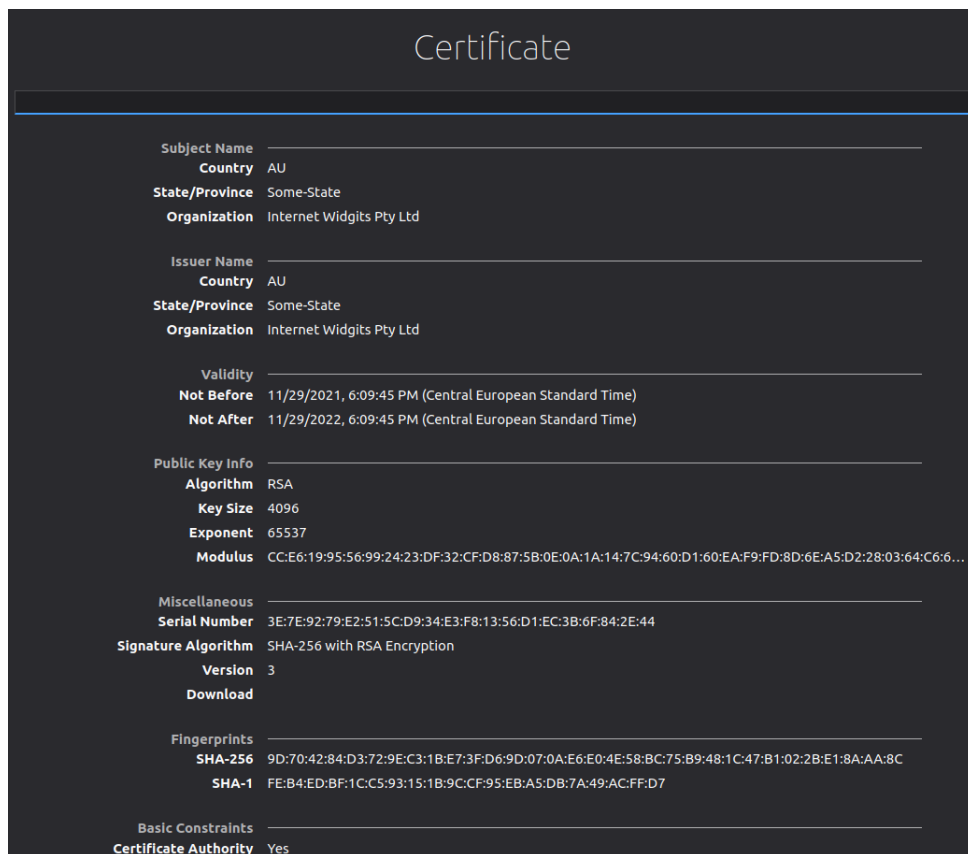 Certificate
Subject Name
Country AU
State/Province Some-State
Organization Internet Widgits Pty Ltd
Issuer Name
Country AU
State/Province Some-State
Organization Internet Widgits Pty Ltd
Validity
Not Before 11/29/2021, 6:09:45 PM (Central European Standard Time)
Not After 11/29/2022, 6:09:45 PM (Central European Standard Time)
Public Key Info
Algorithm RSA
Key Size 4096
Exponent 65537
Modulus CC:E6:19:95:56:99:24:23:DF:32:CF:D8:87:5B:0E:0A:1A:14:7C:94:60:D1:60:EA:F9:FD:8D:6E:A5:D2:28:03:64:C6:6…
Miscellaneous
Serial Number 3E:7E:92:79:E2:51:5C:D9:34:E3:F8:13:56:D1:EC:3B:6F:84:2E:44
Signature Algorithm SHA-256 with RSA Encryption
Version 3
Download
Fingerprints
SHA-256 9D:70:42:84:D3:72:9E:C3:1B:E7:3F:D6:9D:07:0A:E6:E0:4E:58:BC:75:B9:48:1C:47:B1:02:2B:E1:8A:AA:8C
SHA-1 FE:B4:ED:BF:1C:C5:93:15:1B:9C:CF:95:EB:A5:DB:7A:49:AC:FF:D7
Basic Constraints
Certificate Authority Yes